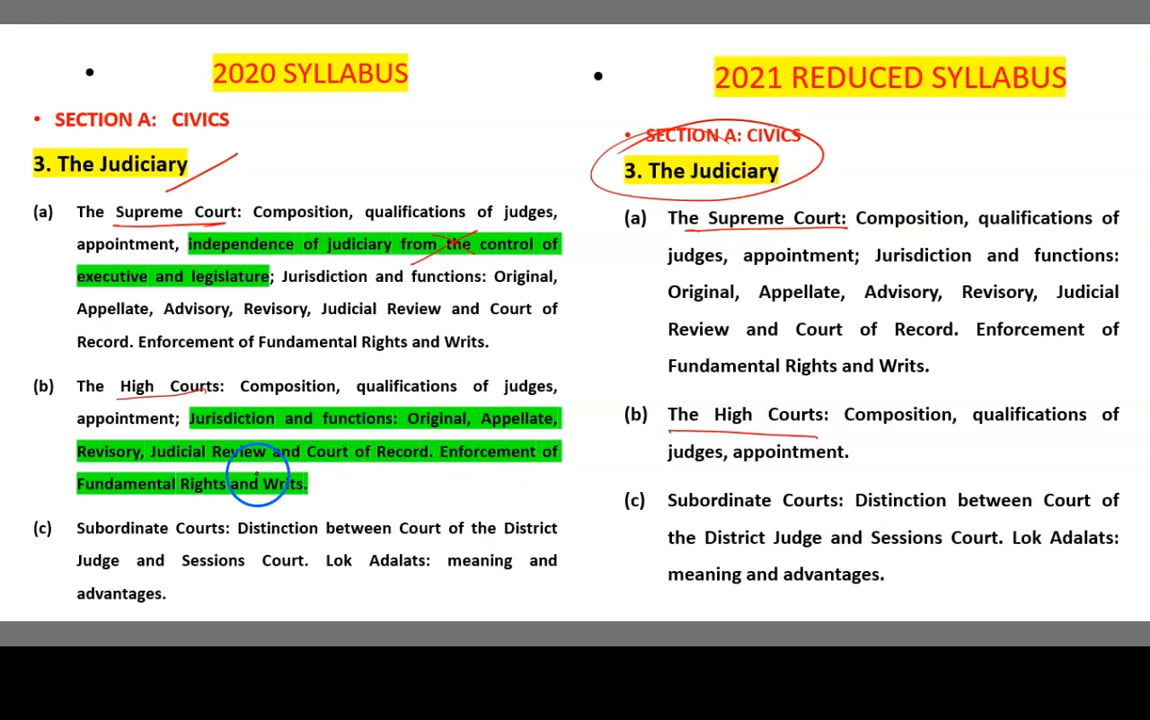 • 2020 SYLLABUS
• SECTION A: CIVICS
3. The Judiciary
(a) The Supreme Court: Composition, qualifications of judges,
appointment, independence of judiciary from the control of
executive and legislature; Jurisdiction and functions: Original,
Appellate, Advisory, Revisory, Judicial Review and Court of
Record. Enforcement of Fundamental Rights and Writs.
(b) The High Courts: Composition, qualifications of judges,
appointment; Jurisdiction and functions: Original, Appellate,
Revisory, Judicial Review and Court of Record. Enforcement of
Fundamental Rights and Writs.
(c) Subordinate Courts: Distinction between Court of the District
Judge and Sessions Court. Lok Adalats: meaning and
advantages.
• 2021 REDUCED SYLLABUS
• SECTION A: CIVICS
3. The Judiciary
(a) The Supreme Court: Composition, qualifications of
judges, appointment; Jurisdiction and functions:
Original, Appellate, Advisory, Revisory, Judicial
Review and Court of Record. Enforcement of
Fundamental Rights and Writs.
(b) The High Courts: Composition, qualifications of
judges, appointment.
(c) Subordinate Courts: Distinction between Court of
the District Judge and Sessions Court. Lok Adalats:
meaning and advantages.